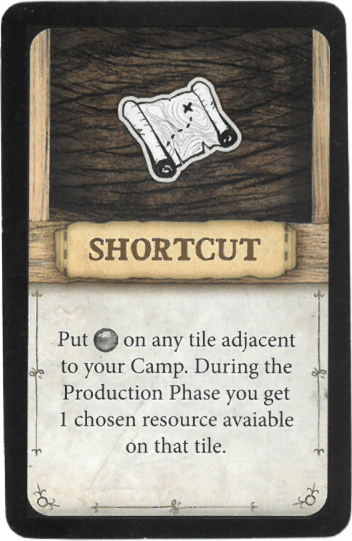 SHORTCUT
Put on any tile adjacent
to your Camp. During the
Production Phase you get
1 chosen resource avaiable
on that tile.